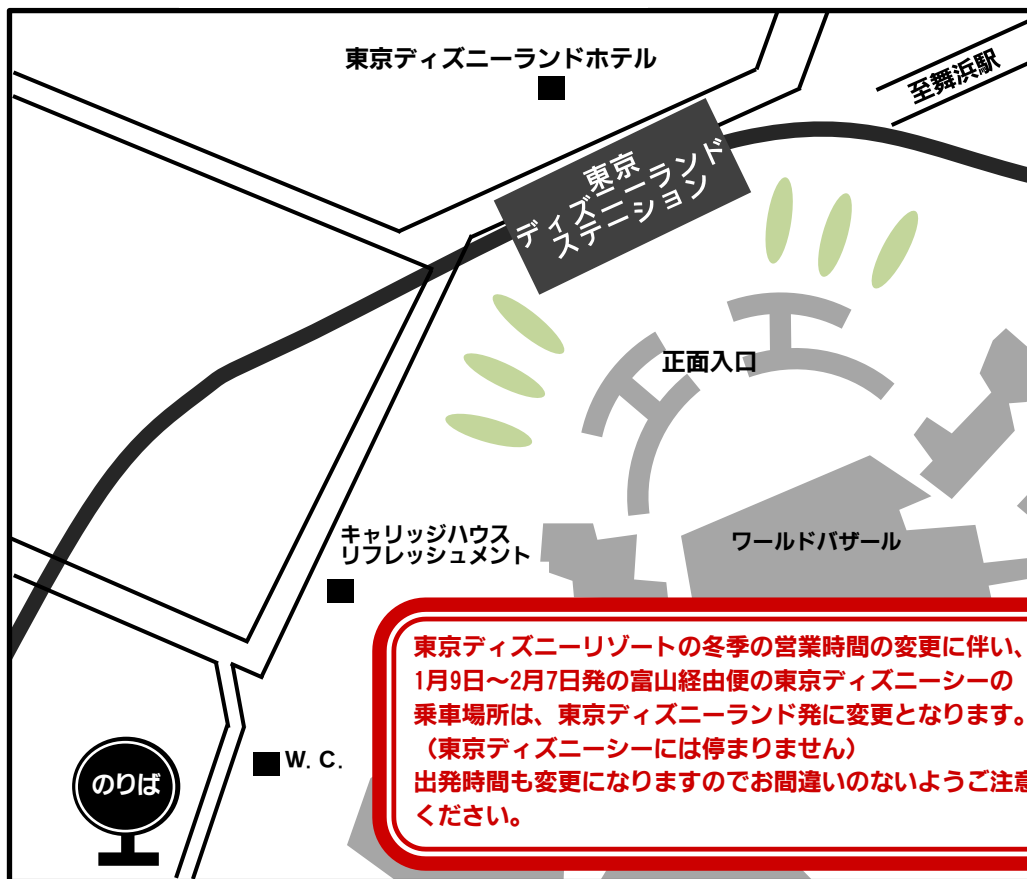 東京ディズニーランドホテル
至舞浜駅
東京
ディズニーランド
ステーション
正面入口
キャリッジハウス
リフレッシュメント
ワールドバザール
東京ディズニーリゾートの冬季の営業時間の変更に伴い、
1月9日～2月7日発の富山経由便の東京ディズニーシーの
乗車場所は、東京ディズニーランド発に変更となります。
（東京ディズニーシーには停まりません）
出発時間も変更になりますのでお間違いのないようご注意
ください。
W.C.
のりば